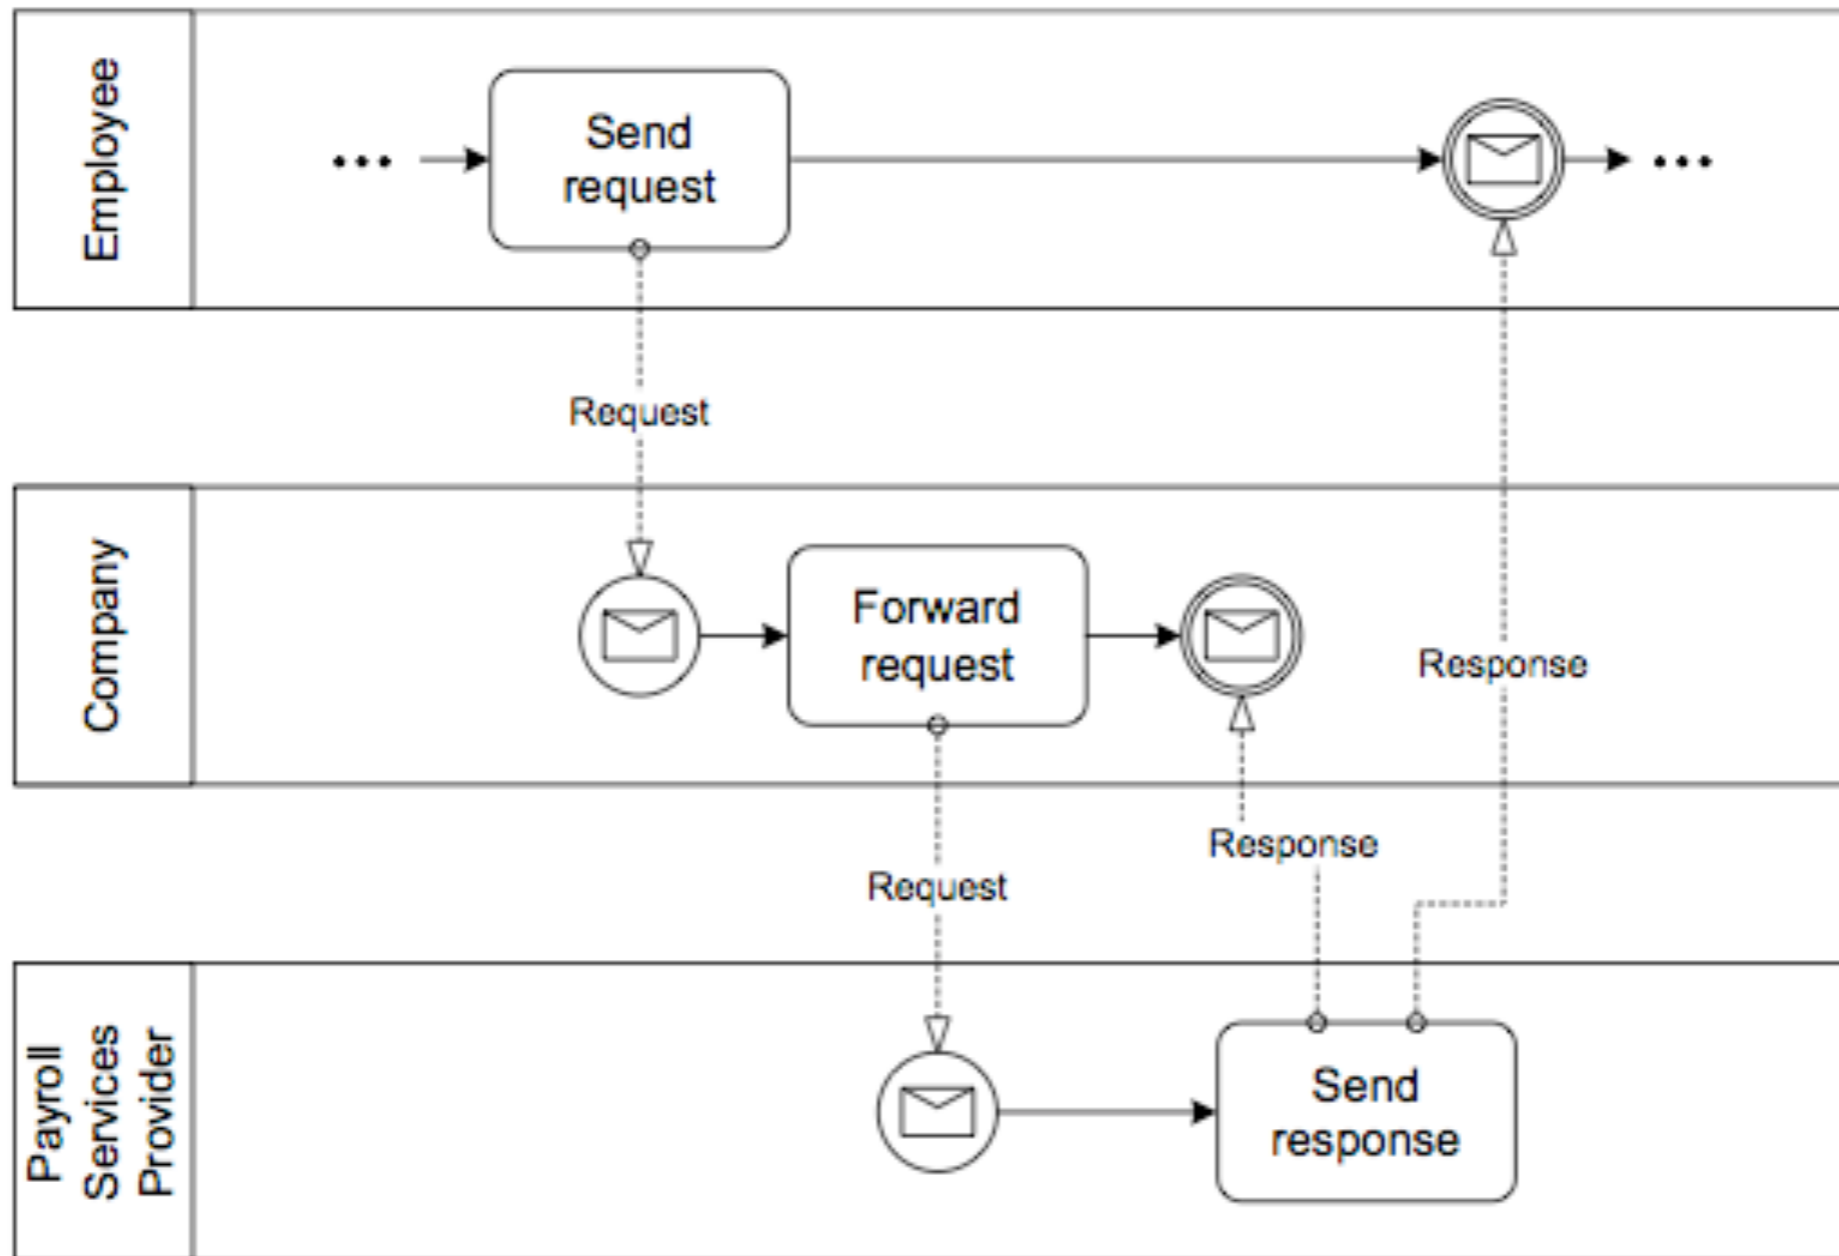 Employee
Send
request
Request
Company
Forward
request
Response
Response
Request
Payroll
Services
Provider
Send
response